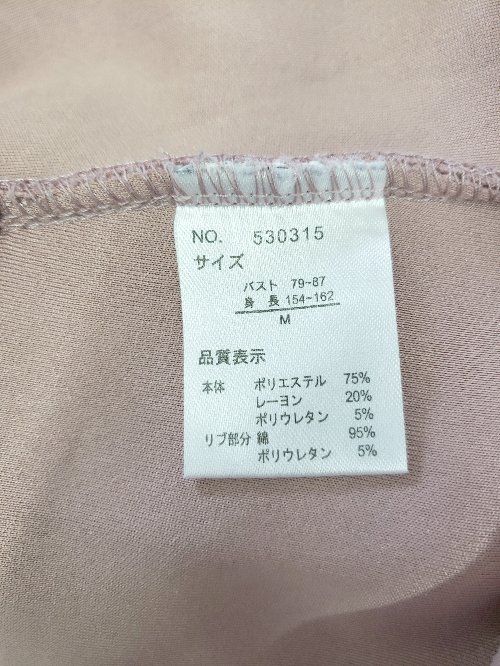 NO. 530315
サイズ
バスト 79~87
身長 154~162
M
品質表示
本体 ポリエステル 75%
レーヨン 20%
ポリウレタン 5%
リブ部分 綿 95%
ポリウレタン 5%